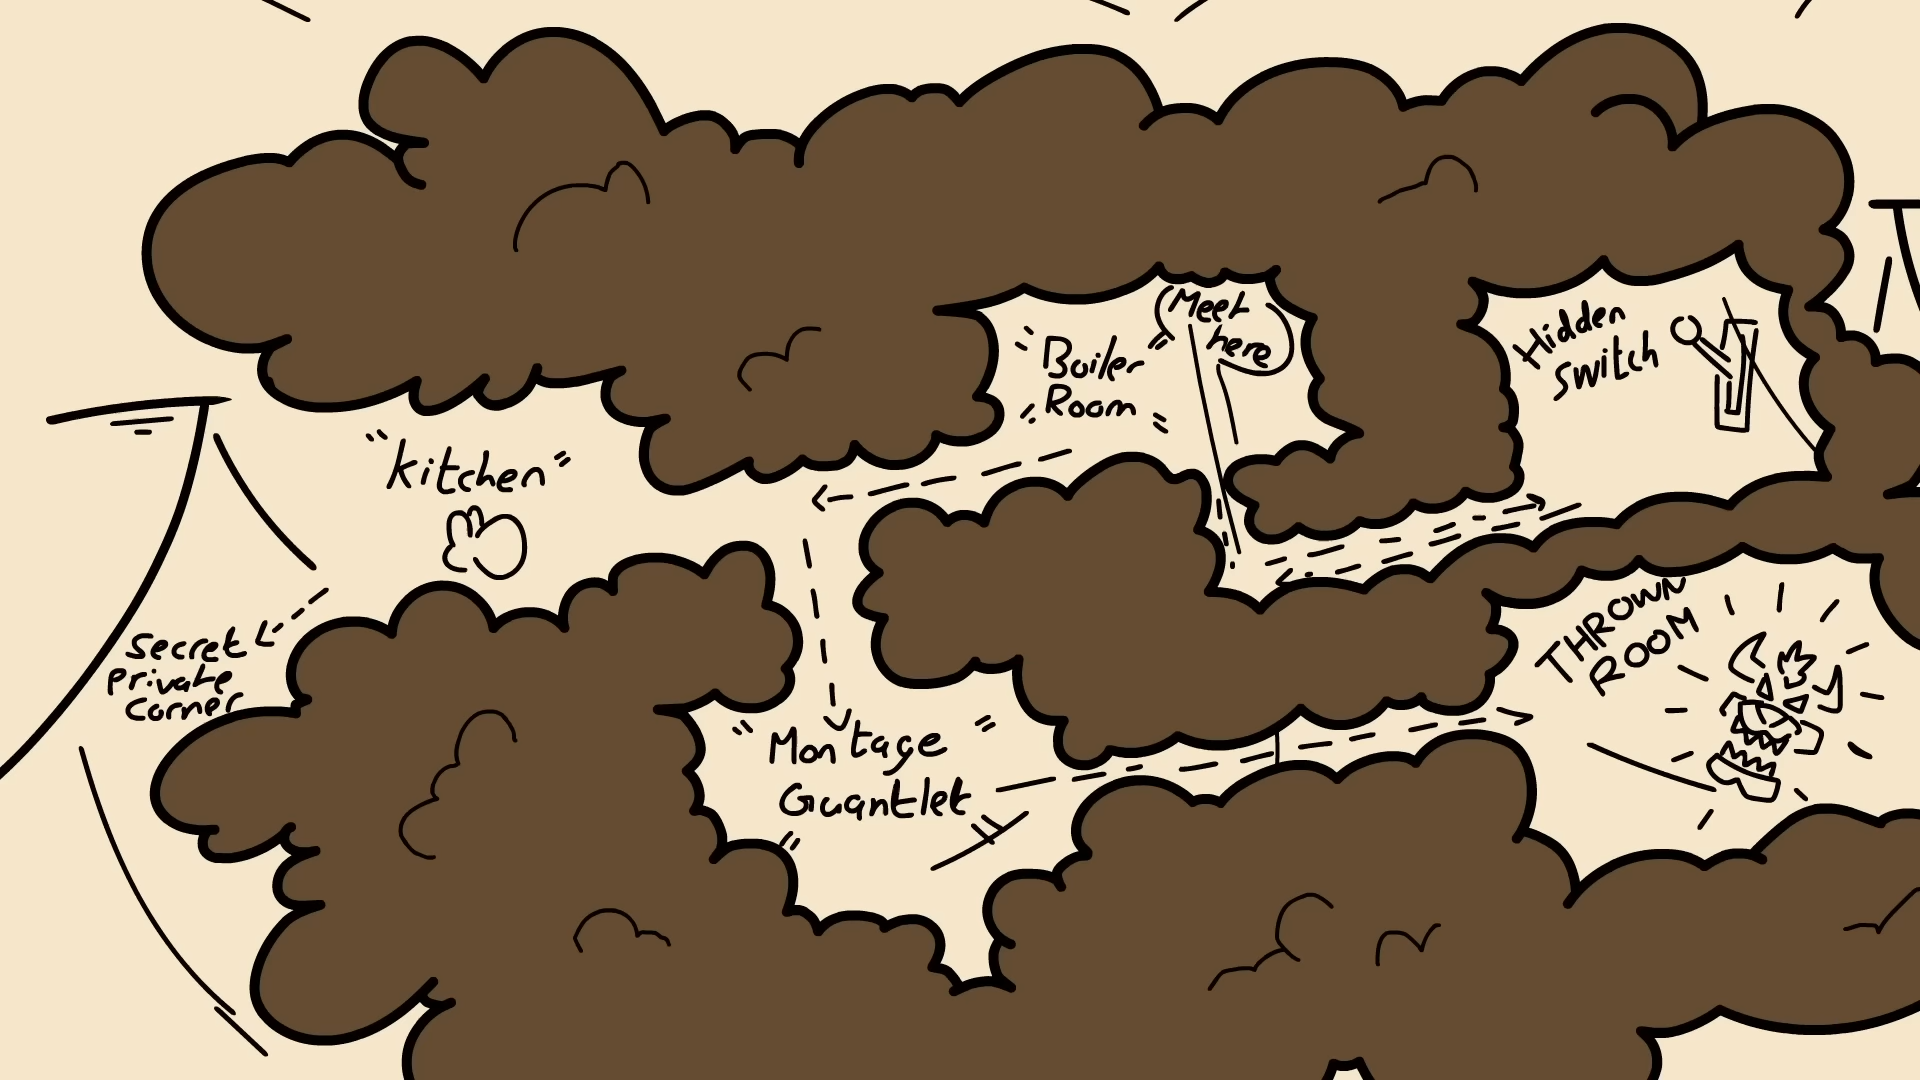 Meet
here
"Boiler"
Room
Hidden
Switch
"kitchen"
Secret
Private
Corner
THROWN
ROOM
"Montage"
Guantlet